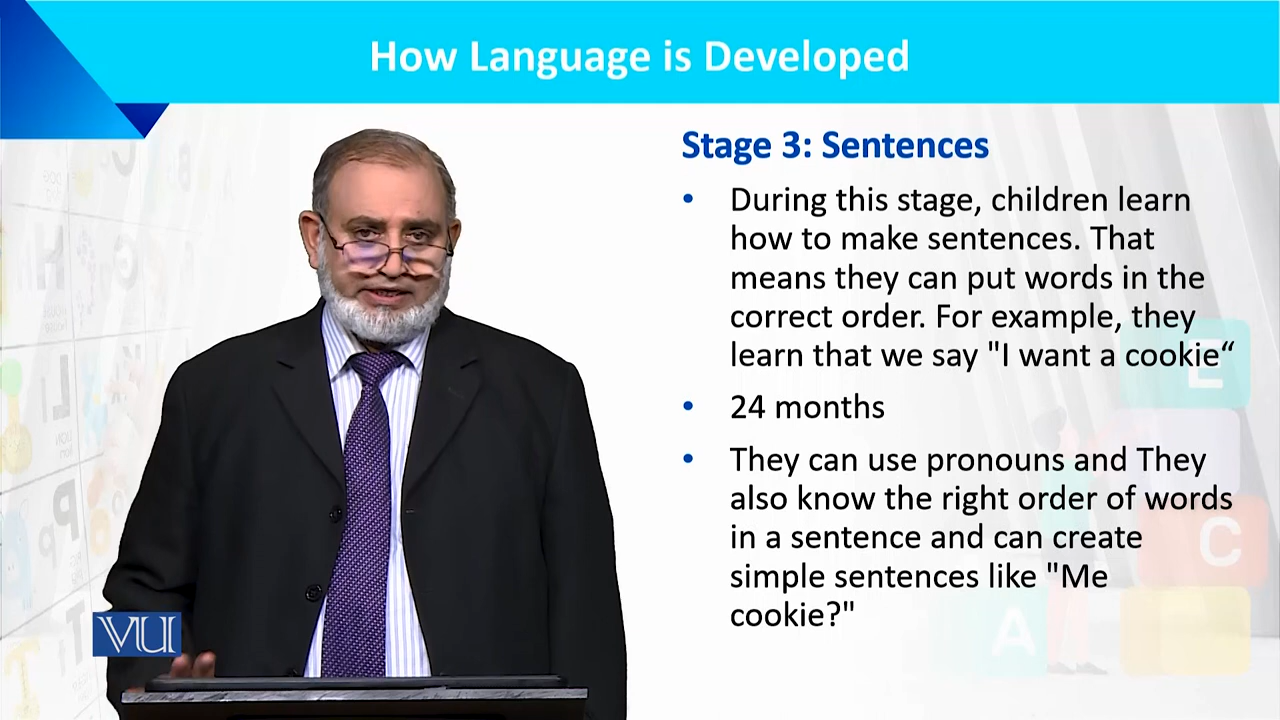 How Language is Developed
Stage 3: Sentences
• During this stage, children learn
how to make sentences. That
means they can put words in the
correct order. For example, they
learn that we say "I want a cookie“
• 24 months
• They can use pronouns and They
also know the right order of words
in a sentence and can create
simple sentences like "Me
cookie?"
VU
E
C
A